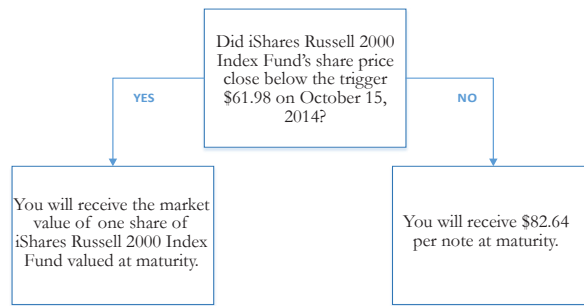 Did iShares Russell 2000
Index Fund’s share price
close below the trigger
$61.98 on October 15,
2014?
YES
NO
You will receive the market
value of one share of
iShares Russell 2000 Index
Fund valued at maturity.
You will receive $82.64
per note at maturity.